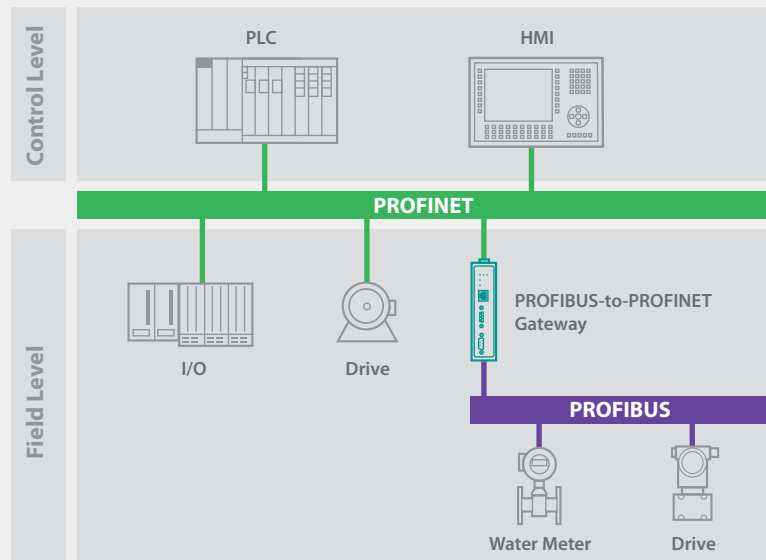 Control Level
PLC
HMI
PROFINET
Field Level
I/O
Drive
PROFIBUS-to-PROFINET
Gateway
PROFIBUS
Water Meter
Drive